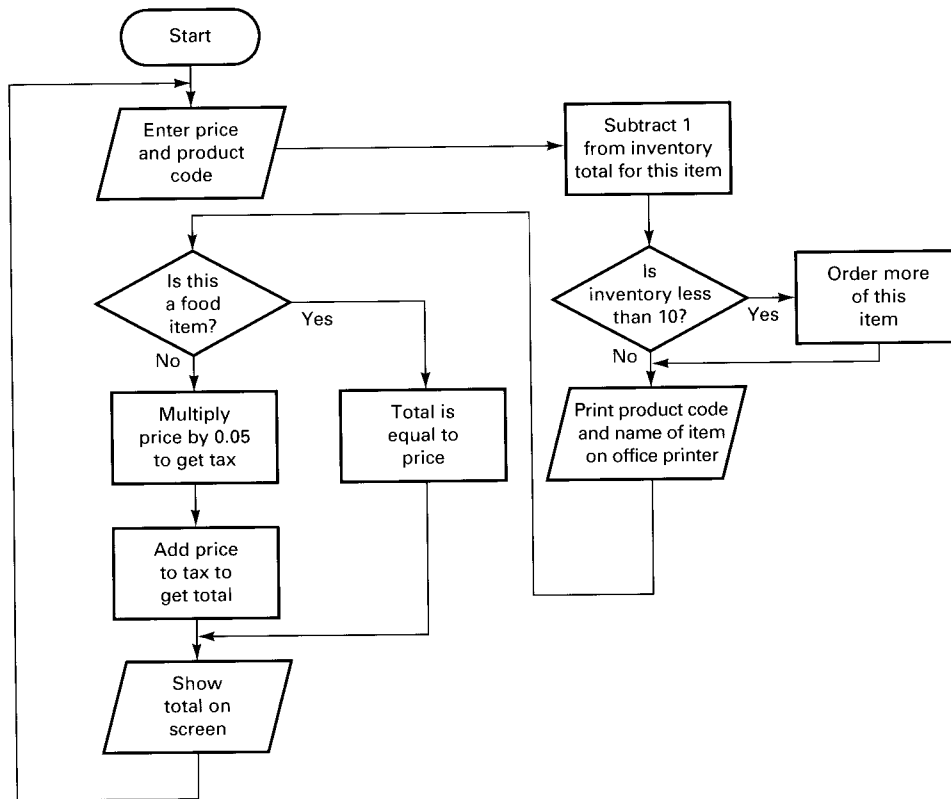 Start
Enter price
and product
code
Subtract 1
from inventory
total for this item
Is
inventory less
than 10?
Yes
Order more
of this
item
No
Print product code
and name of item
on office printer
Is this
a food
item?
Yes
No
Multiply
price by 0.05
to get tax
Total is
equal to
price
Add price
to tax to
get total
Show
total on
screen